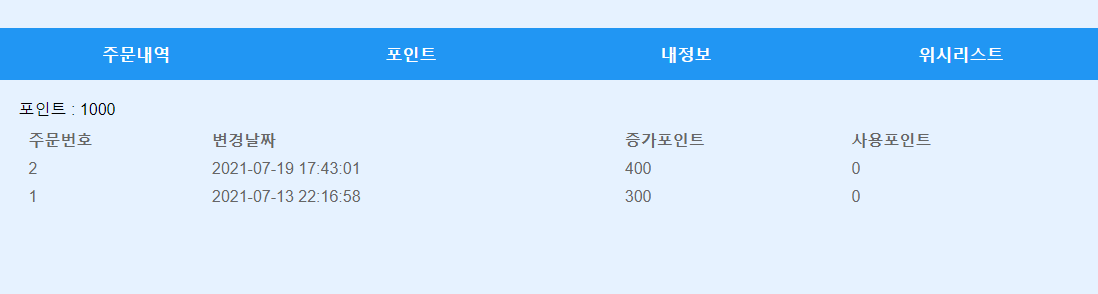 주문내역 포인트 내정보 위시리스트
포인트 : 1000
주문번호 변경날짜 증가포인트 사용포인트
2 2021-07-19 17:43:01 400 0
1 2021-07-13 22:16:58 300 0